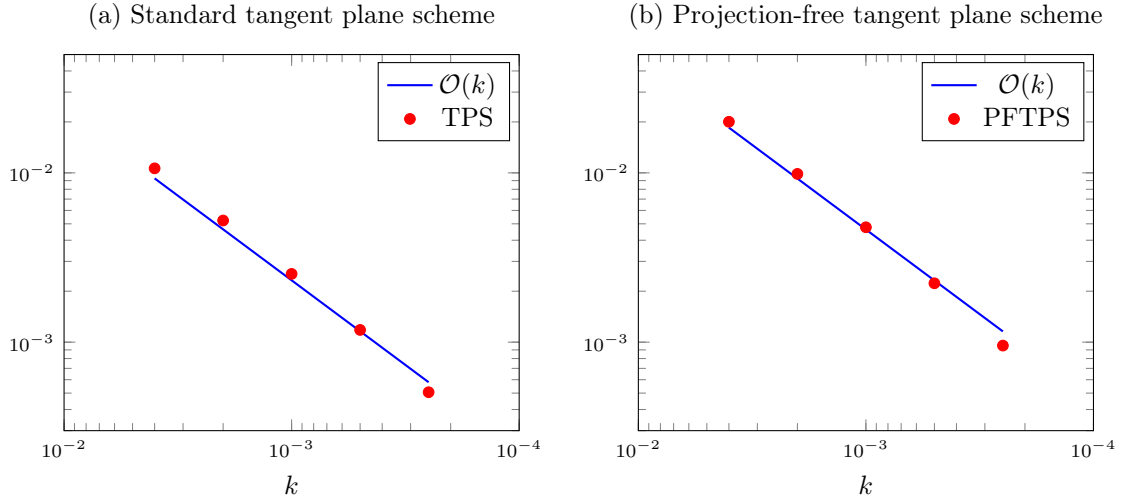 (a) Standard tangent plane scheme
𝒪(k)
TPS
10⁻²
10⁻³
10⁻² 10⁻³ 10⁻⁴
k
(b) Projection-free tangent plane scheme
𝒪(k)
PFTPS
10⁻²
10⁻³
10⁻² 10⁻³ 10⁻⁴
k